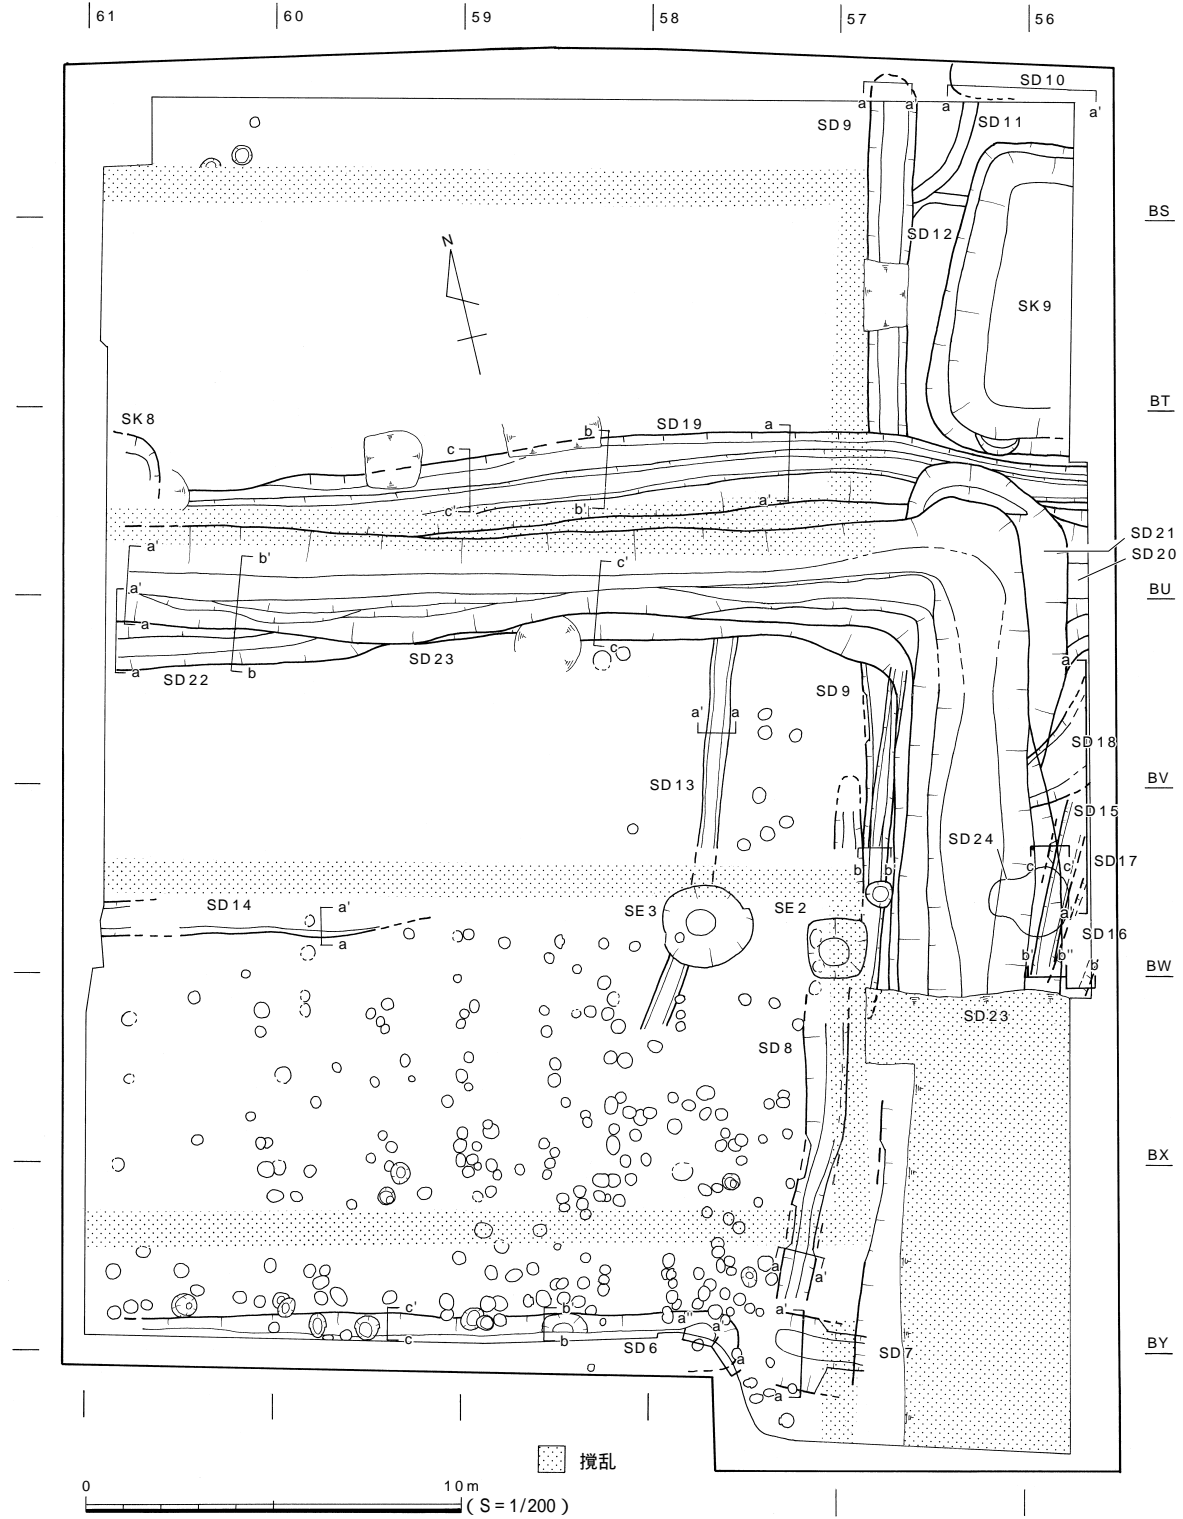 61 60 59 58 57 56
SD10
a a' a a'
SD9 SD11
BS
SD12
N
SK9
BT
SK8 SD19 a
b
c
c' b' a'
SD21
a' b' c' SD20
a' BU
a
c
SD23
a b a
SD22 SD9
a' a
SD18
SD13 BV
SD15
SD24
c c' SD17
b b'
SD14 a' SE3 SE2 a'
SD16
a b' b'' b' BW
SD23
SD8
BX
a a'
c' b' a'' a' a'
c b SD6 a SD7 BY
a
撹乱
0 10m
(S=1/200)